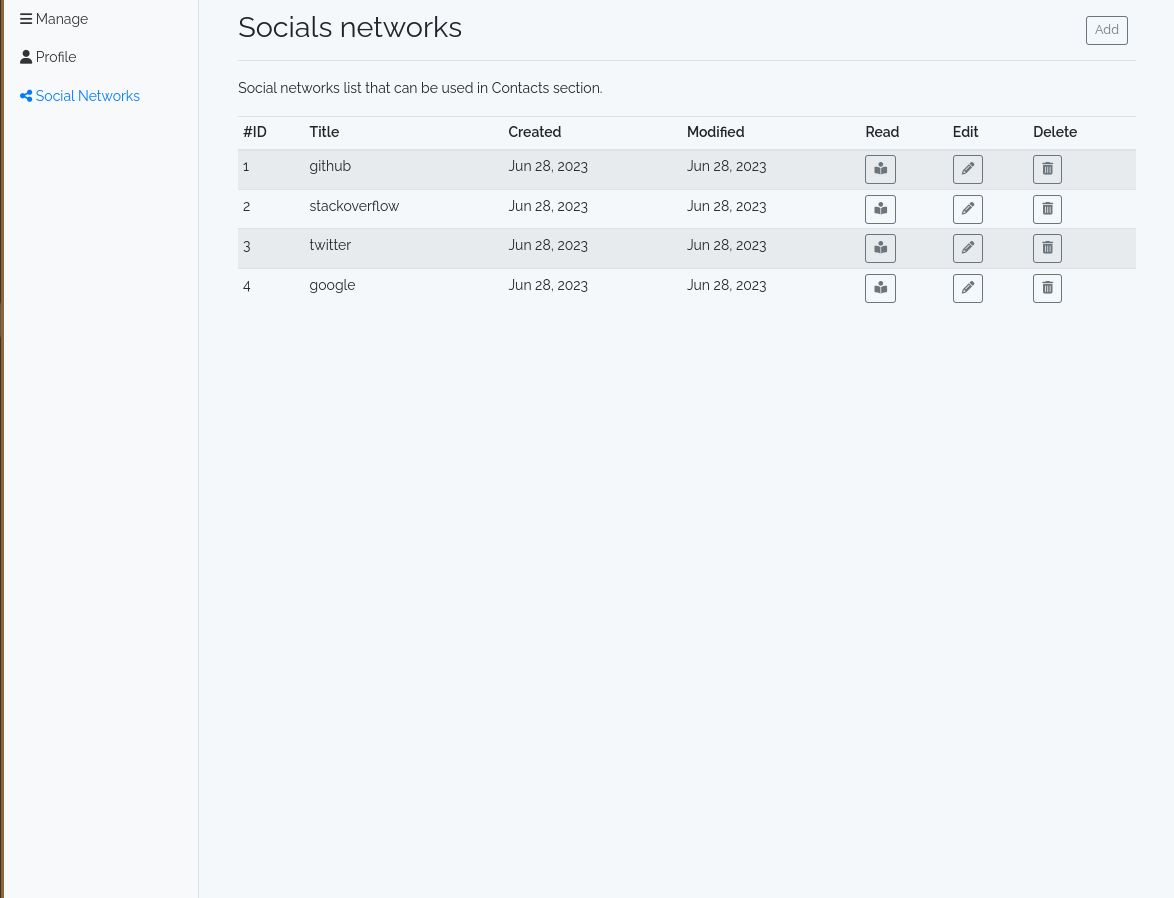 Manage
Profile
Social Networks
Socials networks
Add
Social networks list that can be used in Contacts section.
#ID Title Created Modified Read Edit Delete
1 github Jun 28, 2023 Jun 28, 2023
2 stackoverflow Jun 28, 2023 Jun 28, 2023
3 twitter Jun 28, 2023 Jun 28, 2023
4 google Jun 28, 2023 Jun 28, 2023